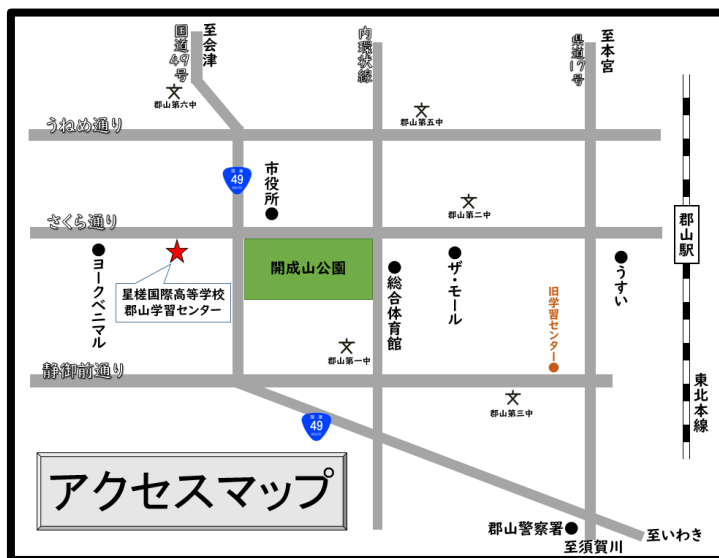 至会津
国道49号
内環状線
県道17号
至本宮
郡山第六中
郡山第五中
うねめ通り
49
市役所
郡山第二中
さくら通り
郡山駅
ヨークベニマル
星槎国際高等学校
郡山学習センター
開成山公園
総合体育館
ザ・モール
うすい
旧学習センター
郡山第一中
静御前通り
郡山第三中
東北本線
49
アクセスマップ
郡山警察署
至須賀川
至いわき